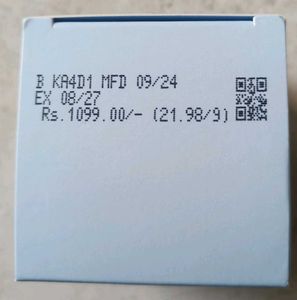 B KA4D1 MFD 09/24
EX 08/27
Rs.1099.00/- (21.98/9)